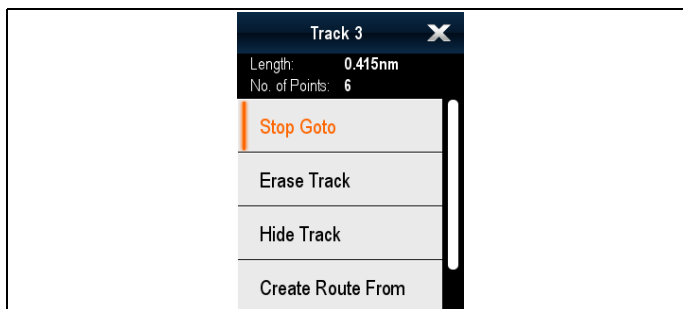 Track 3
Length: 0.415nm
No. of Points: 6
Stop Goto
Erase Track
Hide Track
Create Route From